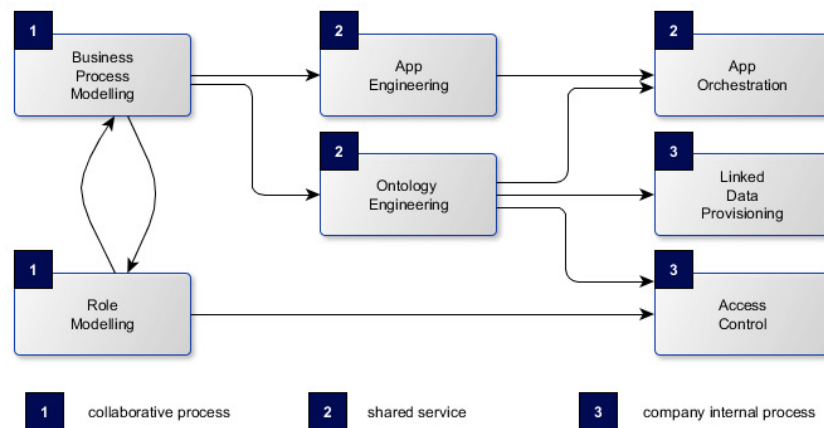 1
Business
Process
Modelling
2
App
Engineering
2
App
Orchestration
2
Ontology
Engineering
3
Linked
Data
Provisioning
1
Role
Modelling
3
Access
Control
1 collaborative process
2 shared service
3 company internal process